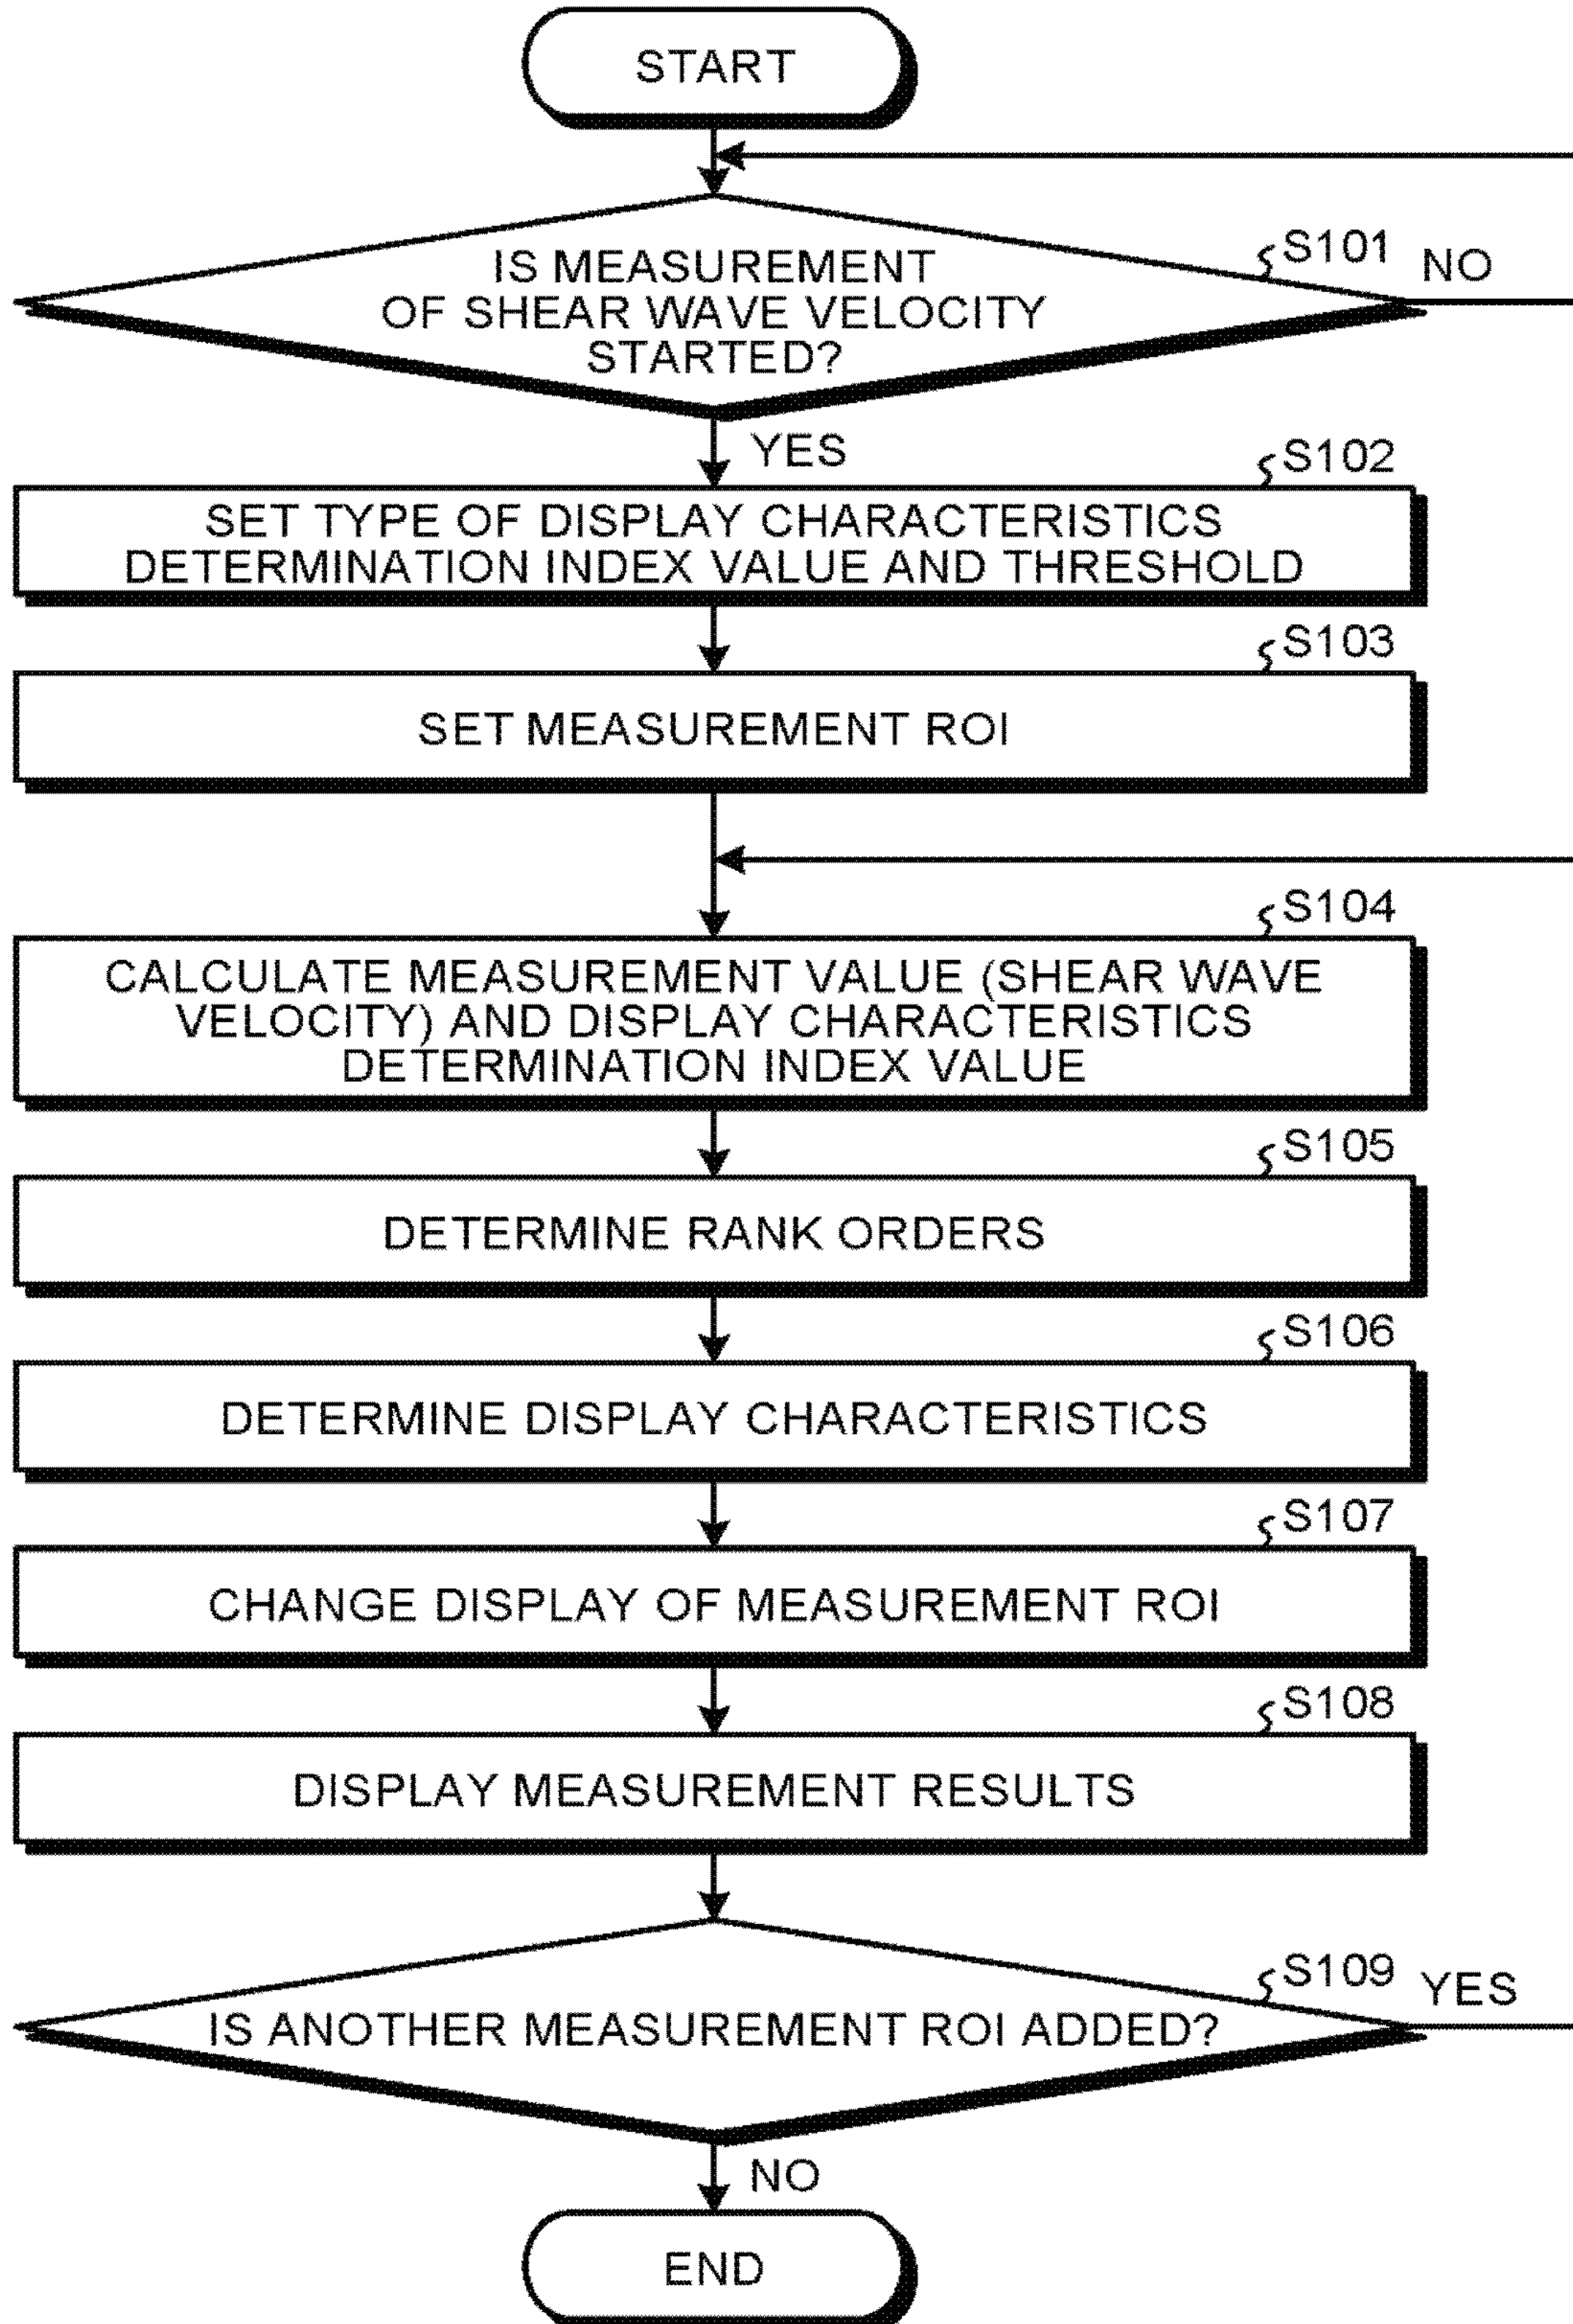 START
S101
NO
IS MEASUREMENT
OF SHEAR WAVE VELOCITY
STARTED?
YES
S102
SET TYPE OF DISPLAY CHARACTERISTICS
DETERMINATION INDEX VALUE AND THRESHOLD
S103
SET MEASUREMENT ROI
S104
CALCULATE MEASUREMENT VALUE (SHEAR WAVE
VELOCITY) AND DISPLAY CHARACTERISTICS
DETERMINATION INDEX VALUE
S105
DETERMINE RANK ORDERS
S106
DETERMINE DISPLAY CHARACTERISTICS
S107
CHANGE DISPLAY OF MEASUREMENT ROI
S108
DISPLAY MEASUREMENT RESULTS
S109
YES
IS ANOTHER MEASUREMENT ROI ADDED?
NO
END